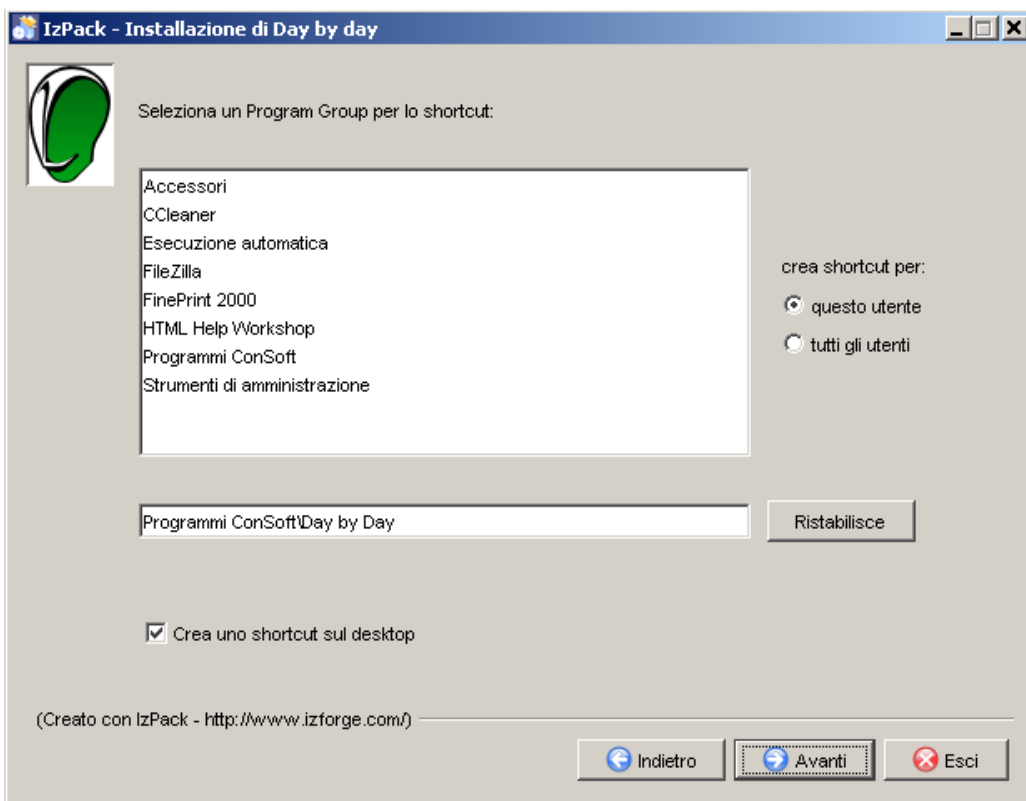 IzPack - Installazione di Day by day
Seleziona un Program Group per lo shortcut:
Accessori
CCleaner
Esecuzione automatica
FileZilla
FinePrint 2000
HTML Help Workshop
Programmi ConSoft
Strumenti di amministrazione
crea shortcut per:
questo utente
tutti gli utenti
Programmi ConSoft\Day by Day
Ristabilisce
Crea uno shortcut sul desktop
(Creato con IzPack - http://www.izforge.com/)
Indietro
Avanti
Esci